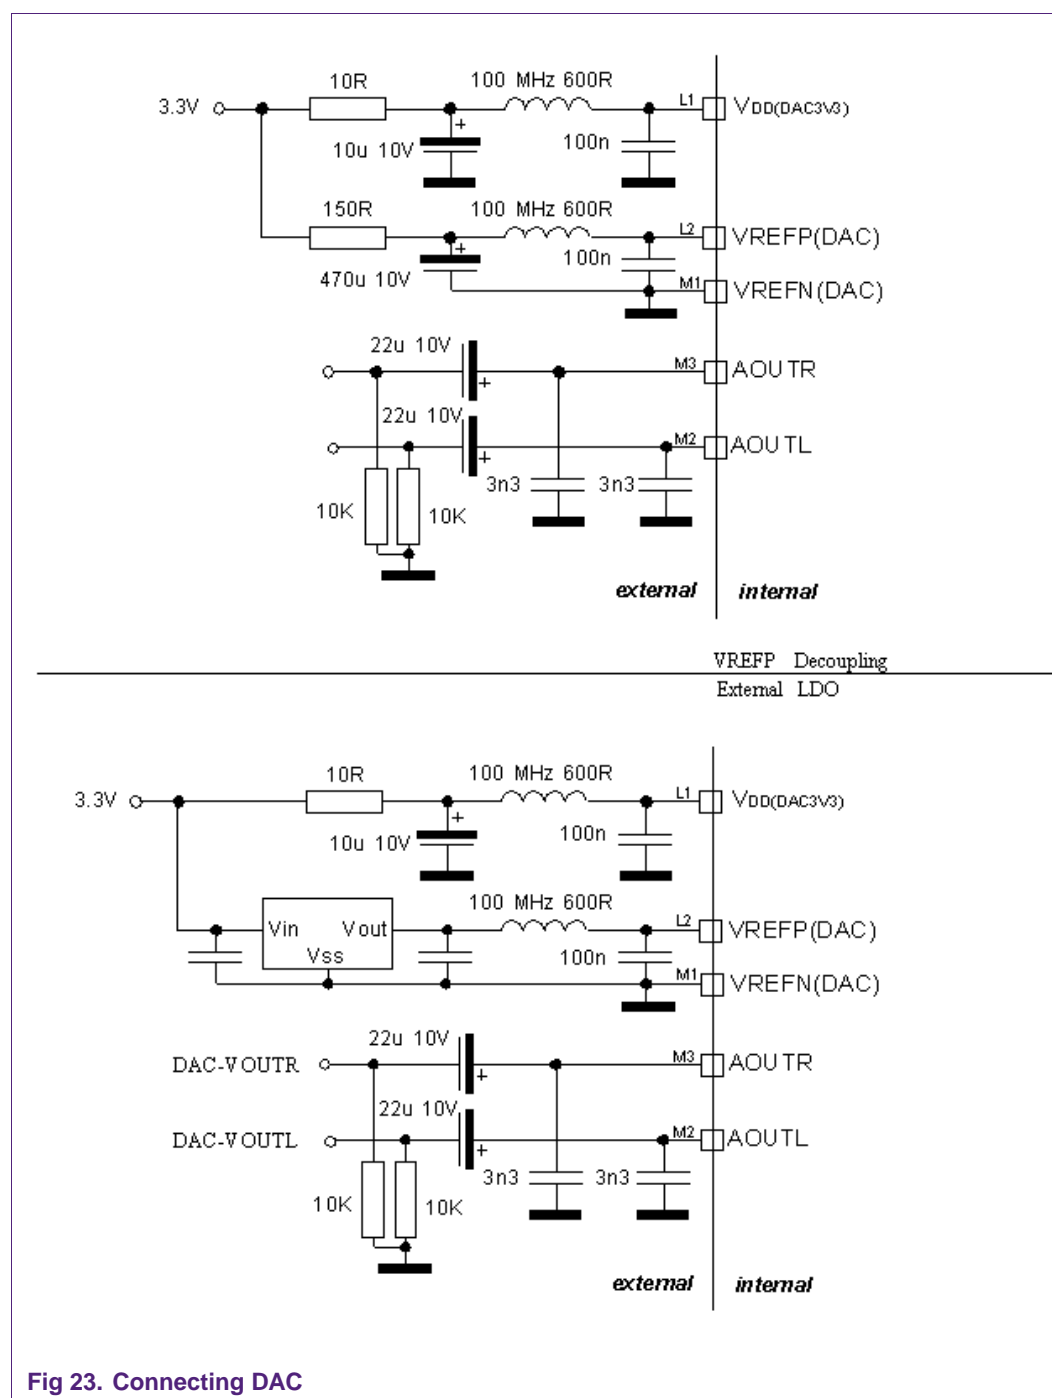 10R
100 MHz 600R
3.3V
L1
VDD(DAC3V3)
+
10u 10V
100n
150R
100 MHz 600R
L2
VREFP(DAC)
+
100n
470u 10V
M1
VREFN(DAC)
22u 10V
M3
AOUTR
+
22u 10V
M2
AOUTL
+
3n3
3n3
10K
10K
external
internal
VREFP Decoupling
External LDO
10R
100 MHz 600R
3.3V
L1
VDD(DAC3V3)
+
10u 10V
100n
100 MHz 600R
Vin
Vout
Vss
L2
VREFP(DAC)
100n
M1
VREFN(DAC)
22u 10V
DAC-VOUTR
M3
AOUTR
+
22u 10V
DAC-VOUTL
M2
AOUTL
+
3n3
3n3
10K
10K
external
internal
Fig 23. Connecting DAC